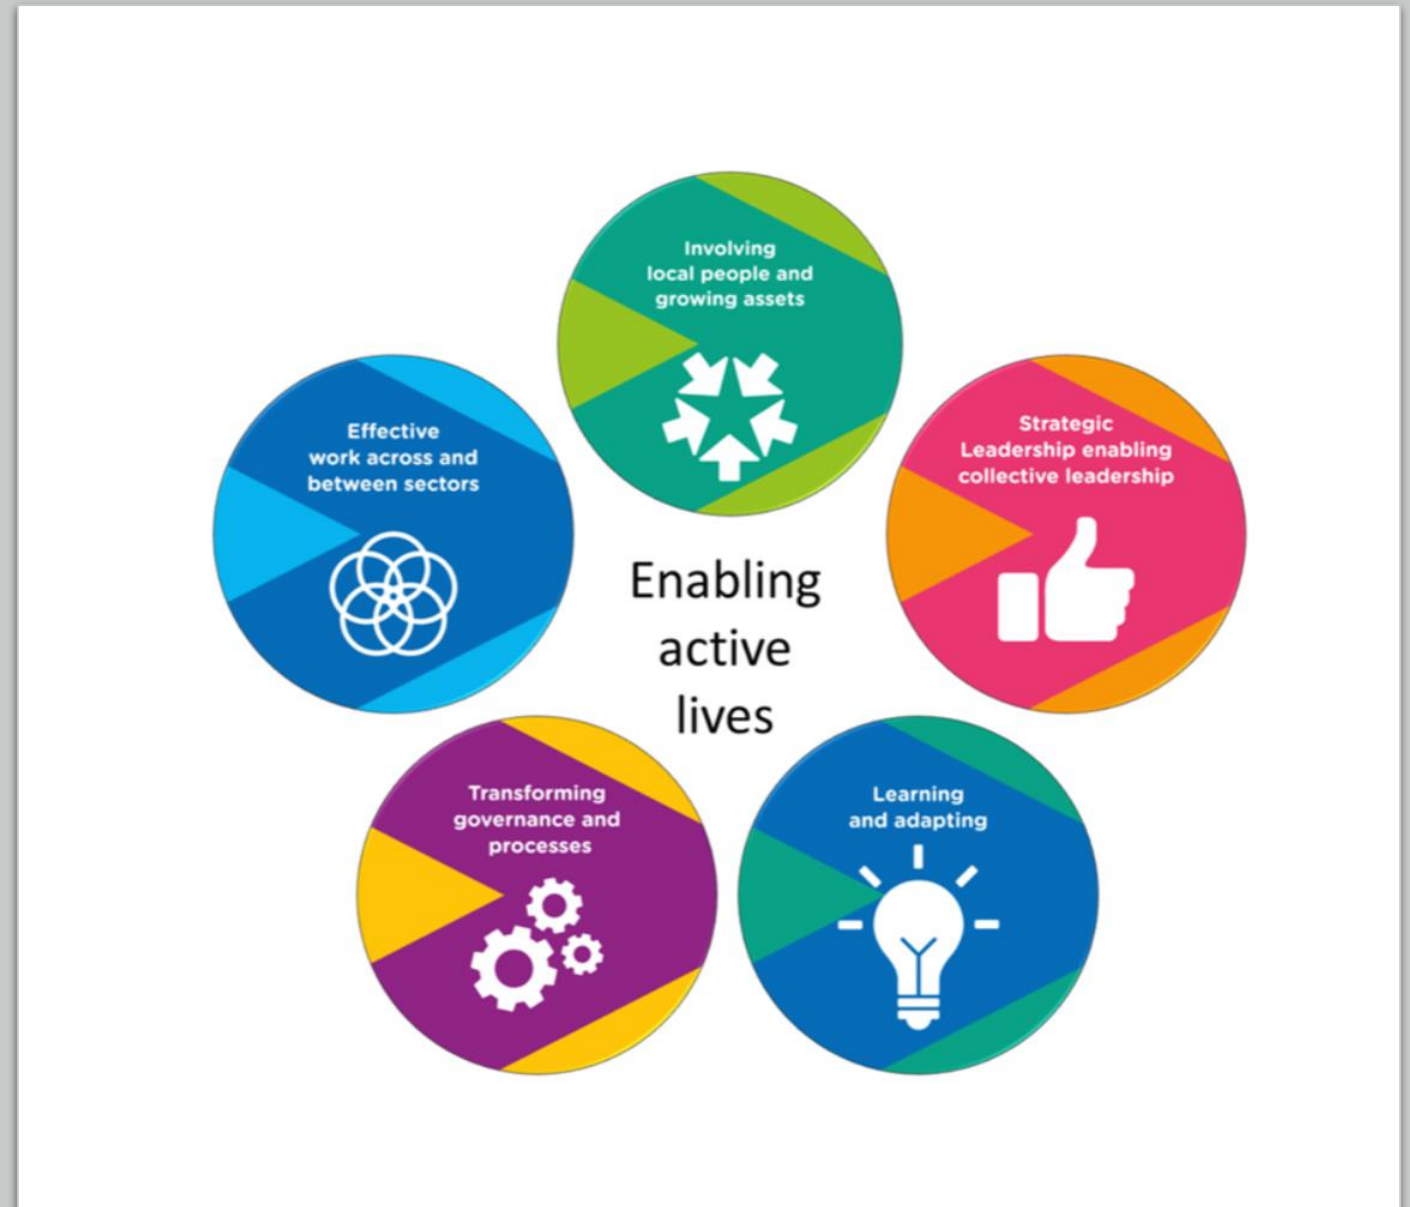 Involving
local people and
growing assets
Effective
work across and
between sectors
Strategic
Leadership enabling
collective leadership
Enabling
active
lives
Transforming
governance and
processes
Learning
and adapting